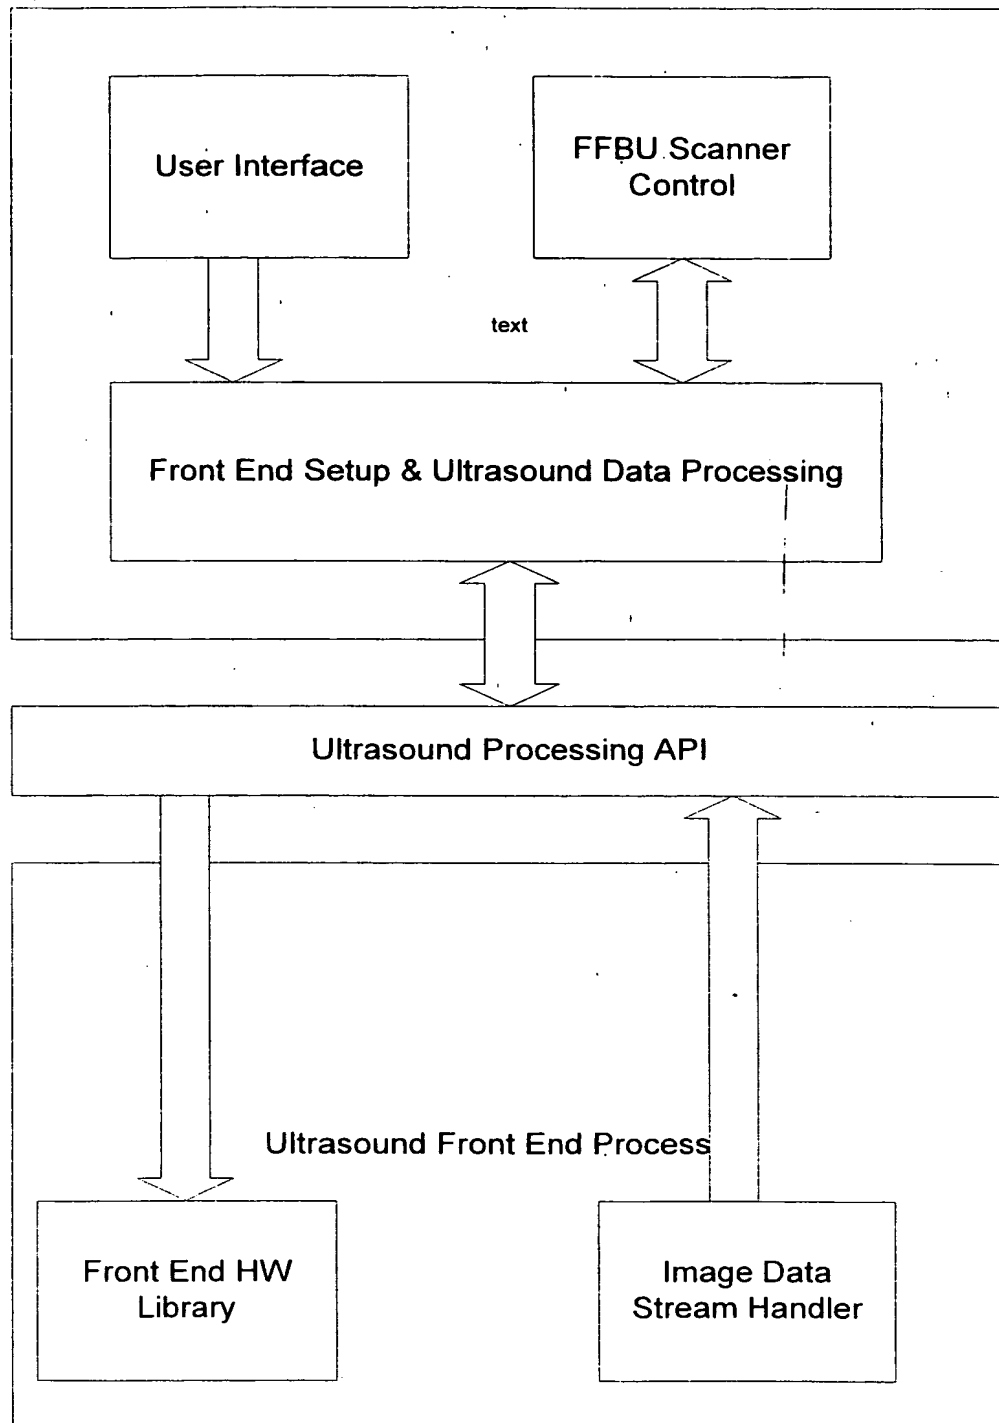 User Interface
FFBU Scanner
Control
text
Front End Setup & Ultrasound Data Processing
Ultrasound Processing API
Ultrasound Front End Process
Front End HW
Library
Image Data
Stream Handler